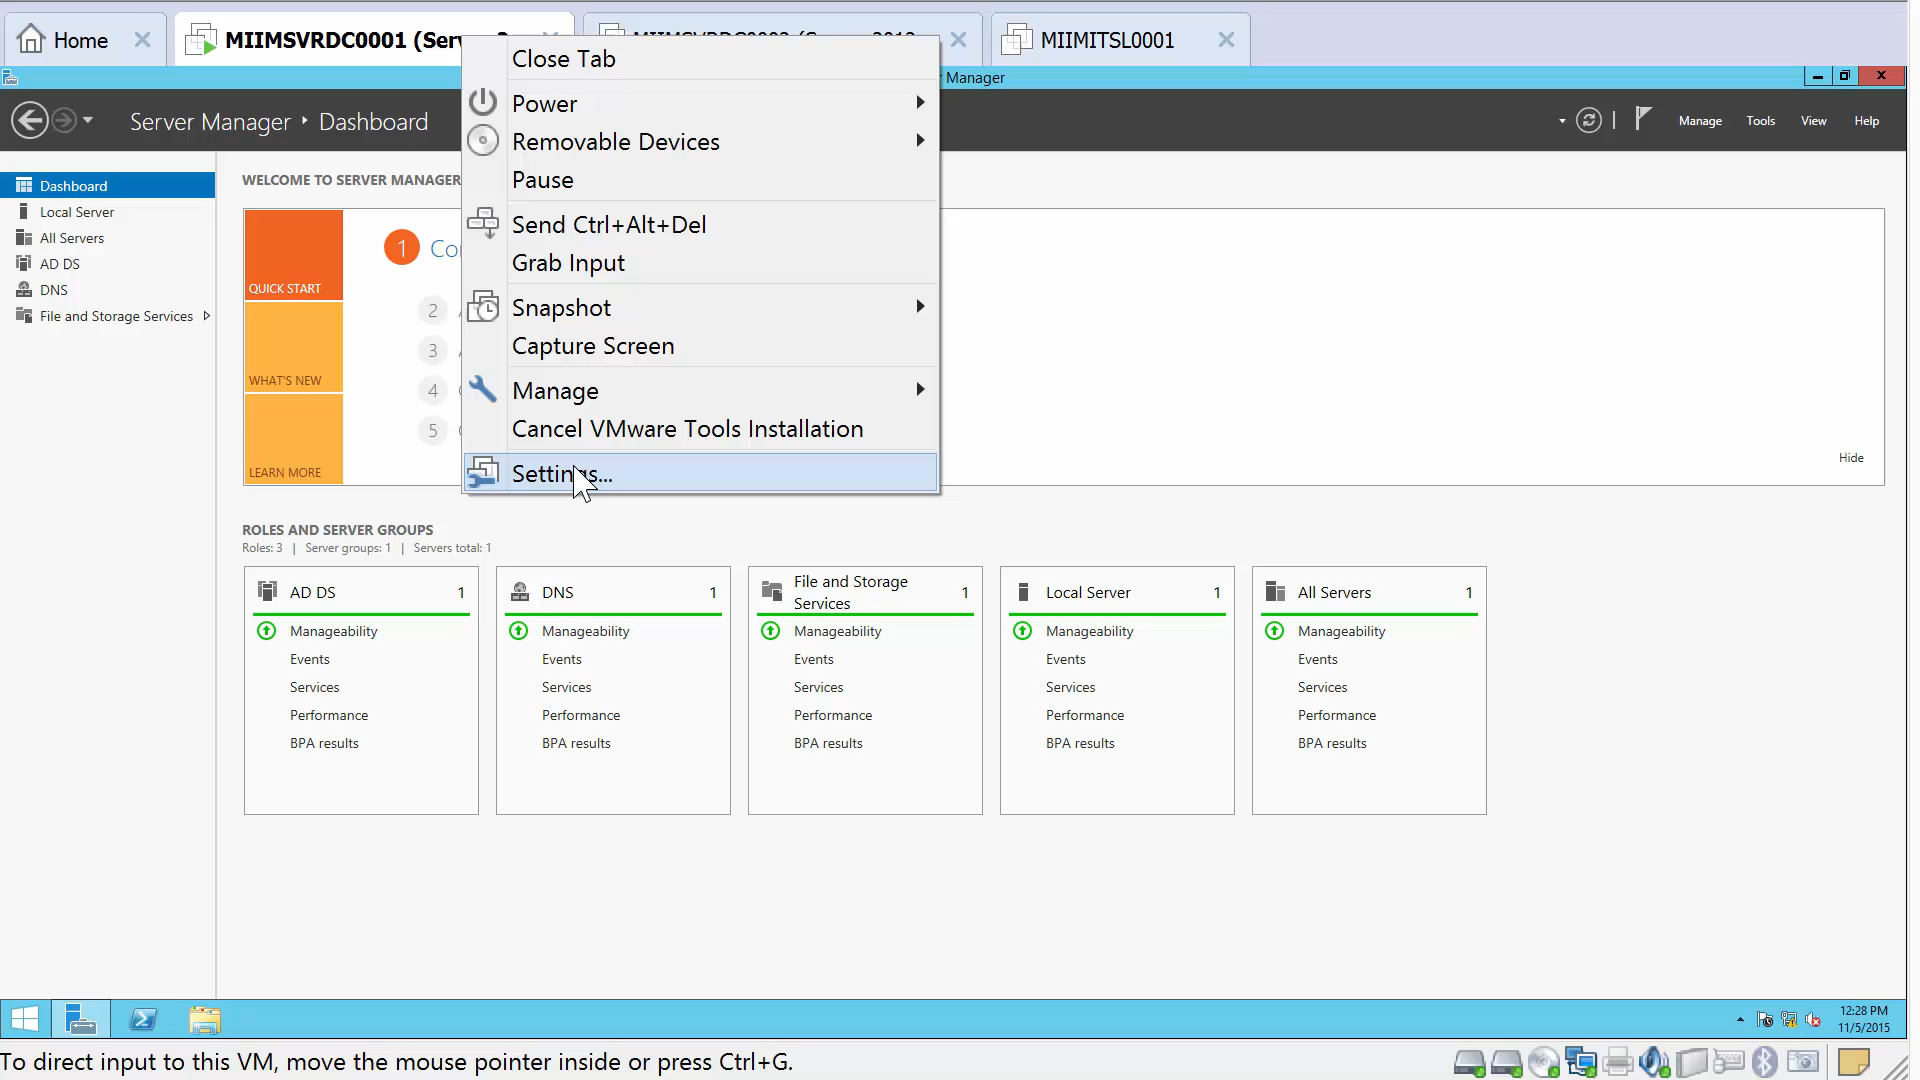 Home
MIIMSVRDC0001 (Serv
MIIMITSL0001
Manager
Server Manager
Dashboard
Manage
Tools
View
Help
Close Tab
Power
Removable Devices
Pause
Send Ctrl+Alt+Del
Grab Input
Snapshot
Capture Screen
Manage
Cancel VMware Tools Installation
Settings...
Dashboard
Local Server
All Servers
AD DS
DNS
File and Storage Services
WELCOME TO SERVER MANAGER
QUICK START
WHAT'S NEW
LEARN MORE
1 Co
2
3
4
5
Hide
ROLES AND SERVER GROUPS
Roles: 3 | Server groups: 1 | Servers total: 1
AD DS 1
Manageability
Events
Services
Performance
BPA results
DNS 1
Manageability
Events
Services
Performance
BPA results
File and Storage
Services 1
Manageability
Events
Services
Performance
BPA results
Local Server 1
Manageability
Events
Services
Performance
BPA results
All Servers 1
Manageability
Events
Services
Performance
BPA results
12:28 PM
11/5/2015
To direct input to this VM, move the mouse pointer inside or press Ctrl+G.